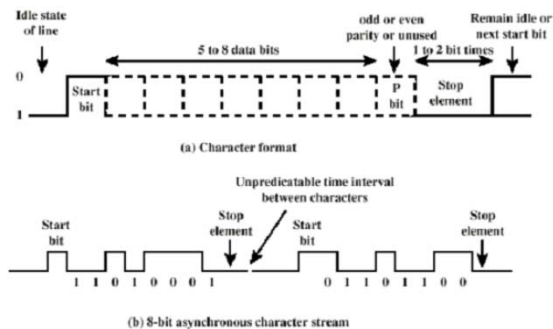 Idle state
of line
odd or even
parity or unused
Remain idle or
next start bit
5 to 8 data bits
1 to 2 bit times
0
1
Start
bit
P
bit
Stop
element
(a) Character format
Unpredicatable time interval
between characters
Start
bit
Stop
element
Start
bit
Stop
element
1 1 0 1 0 0 0 1
0 1 1 0 1 1 0 0
(b) 8-bit asynchronous character stream